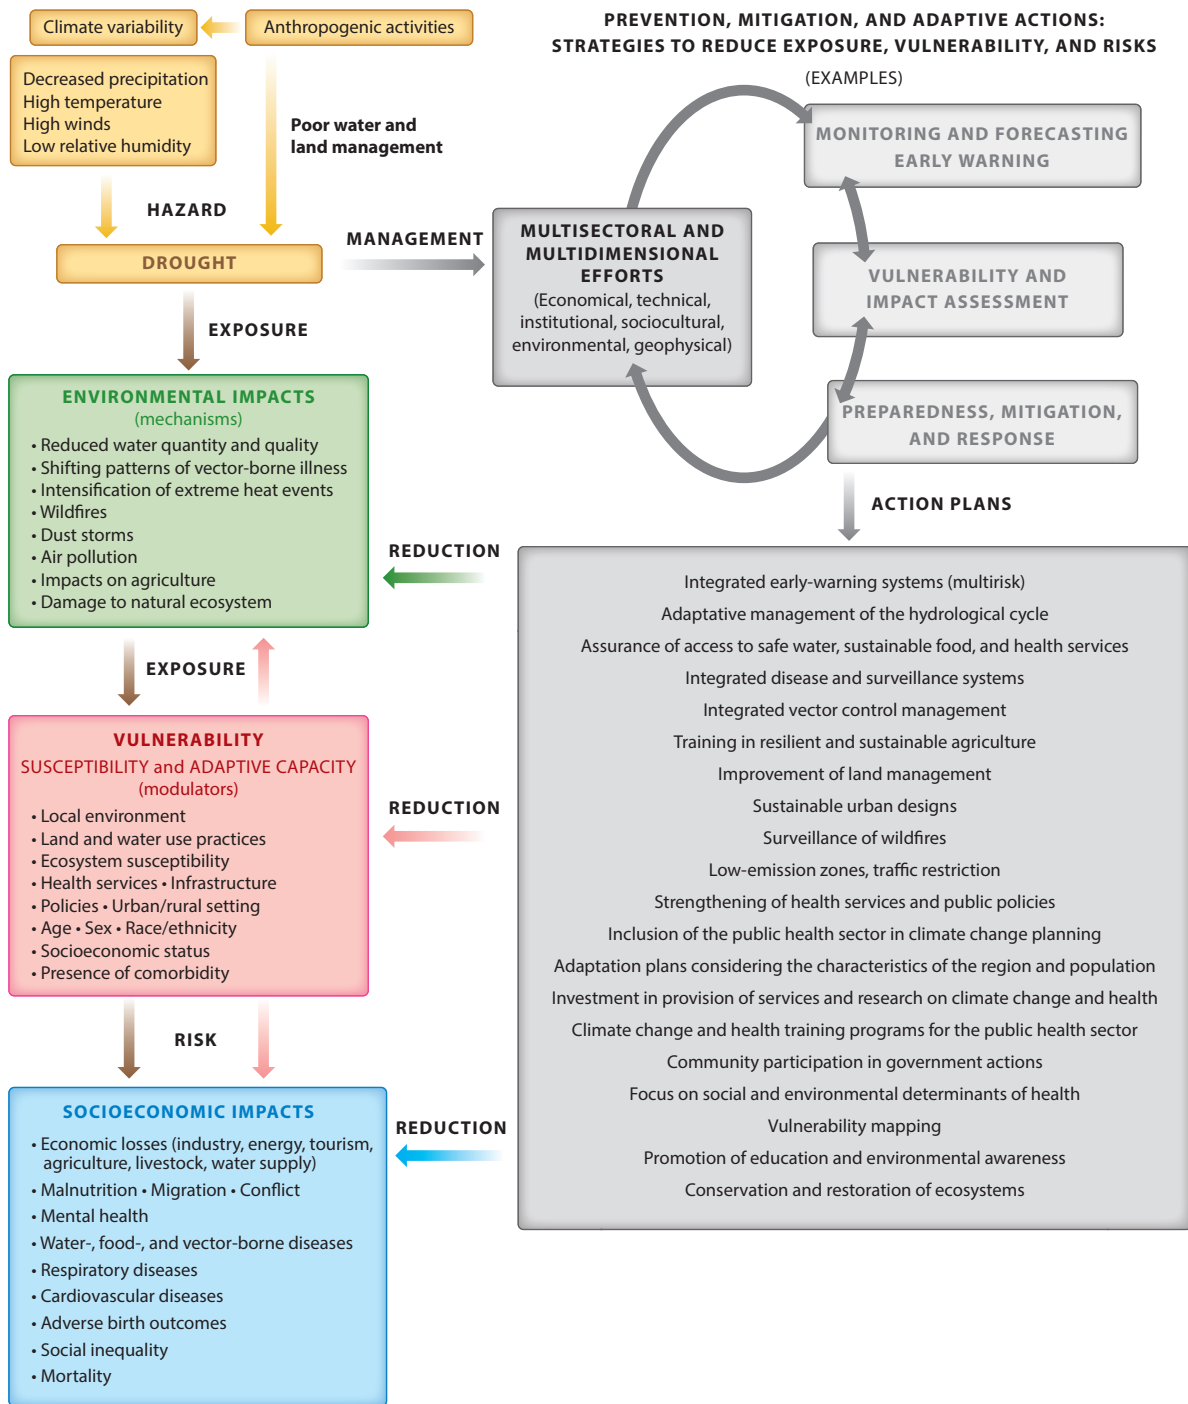 Climate variability
Anthropogenic activities
Decreased precipitation
High temperature
High winds
Low relative humidity
Poor water and
land management
HAZARD
DROUGHT
MANAGEMENT
EXPOSURE
ENVIRONMENTAL IMPACTS
(mechanisms)
• Reduced water quantity and quality
• Shifting patterns of vector-borne illness
• Intensification of extreme heat events
• Wildfires
• Dust storms
• Air pollution
• Impacts on agriculture
• Damage to natural ecosystem
EXPOSURE
VULNERABILITY
SUSCEPTIBILITY and ADAPTIVE CAPACITY
(modulators)
• Local environment
• Land and water use practices
• Ecosystem susceptibility
• Health services • Infrastructure
• Policies • Urban/rural setting
• Age • Sex • Race/ethnicity
• Socioeconomic status
• Presence of comorbidity
RISK
SOCIOECONOMIC IMPACTS
• Economic losses (industry, energy, tourism,
agriculture, livestock, water supply)
• Malnutrition • Migration • Conflict
• Mental health
• Water-, food-, and vector-borne diseases
• Respiratory diseases
• Cardiovascular diseases
• Adverse birth outcomes
• Social inequality
• Mortality
PREVENTION, MITIGATION, AND ADAPTIVE ACTIONS:
STRATEGIES TO REDUCE EXPOSURE, VULNERABILITY, AND RISKS
(EXAMPLES)
MULTISECTORAL AND
MULTIDIMENSIONAL
EFFORTS
(Economical, technical,
institutional, sociocultural,
environmental, geophysical)
MONITORING AND FORECASTING
EARLY WARNING
VULNERABILITY AND
IMPACT ASSESSMENT
PREPAREDNESS, MITIGATION,
AND RESPONSE
ACTION PLANS
REDUCTION
REDUCTION
REDUCTION
Integrated early-warning systems (multirisk)
Adaptative management of the hydrological cycle
Assurance of access to safe water, sustainable food, and health services
Integrated disease and surveillance systems
Integrated vector control management
Training in resilient and sustainable agriculture
Improvement of land management
Sustainable urban designs
Surveillance of wildfires
Low-emission zones, traffic restriction
Strengthening of health services and public policies
Inclusion of the public health sector in climate change planning
Adaptation plans considering the characteristics of the region and population
Investment in provision of services and research on climate change and health
Climate change and health training programs for the public health sector
Community participation in government actions
Focus on social and environmental determinants of health
Vulnerability mapping
Promotion of education and environmental awareness
Conservation and restoration of ecosystems